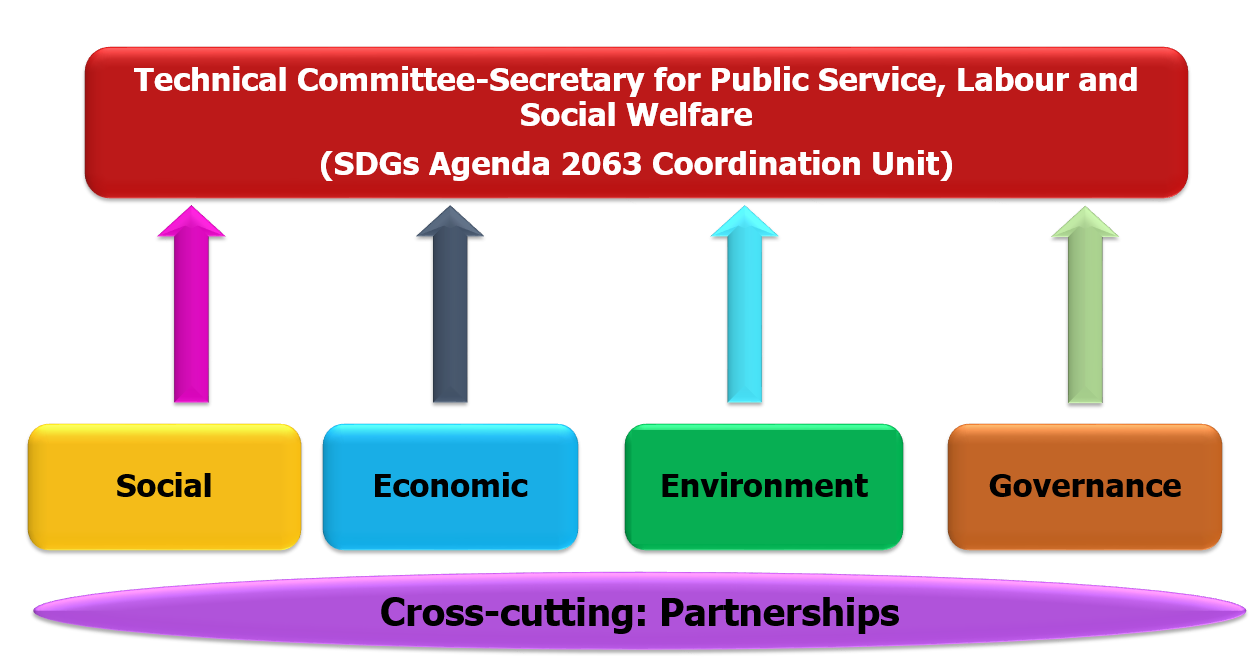 Technical Committee-Secretary for Public Service, Labour and
Social Welfare
(SDGs Agenda 2063 Coordination Unit)
Social
Economic
Environment
Governance
Cross-cutting: Partnerships